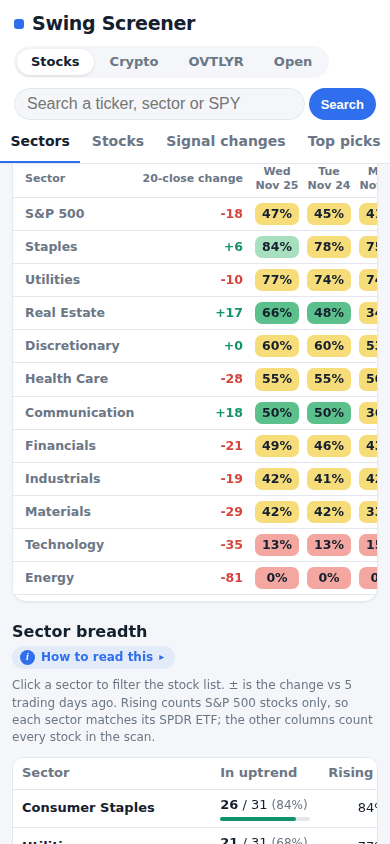 Swing Screener
Stocks Crypto OVTLYR Open
Search a ticker, sector or SPY Search
Sectors Stocks Signal changes Top picks
Sector 20-close change Wed Nov 25 Tue Nov 24
S&P 500 -18 47% 45%
Staples +6 84% 78%
Utilities -10 77% 74%
Real Estate +17 66% 48%
Discretionary +0 60% 60%
Health Care -28 55% 55%
Communication +18 50% 50%
Financials -21 49% 46%
Industrials -19 42% 41%
Materials -29 42% 42%
Technology -35 13% 13%
Energy -81 0% 0%
Sector breadth
i How to read this ▸
Click a sector to filter the stock list. ± is the change vs 5
trading days ago. Rising counts S&P 500 stocks only, so
each sector matches its SPDR ETF; the other columns count
every stock in the scan.
Sector In uptrend Rising
Consumer Staples 26 / 31 (84%)
21 / 31 (68%)